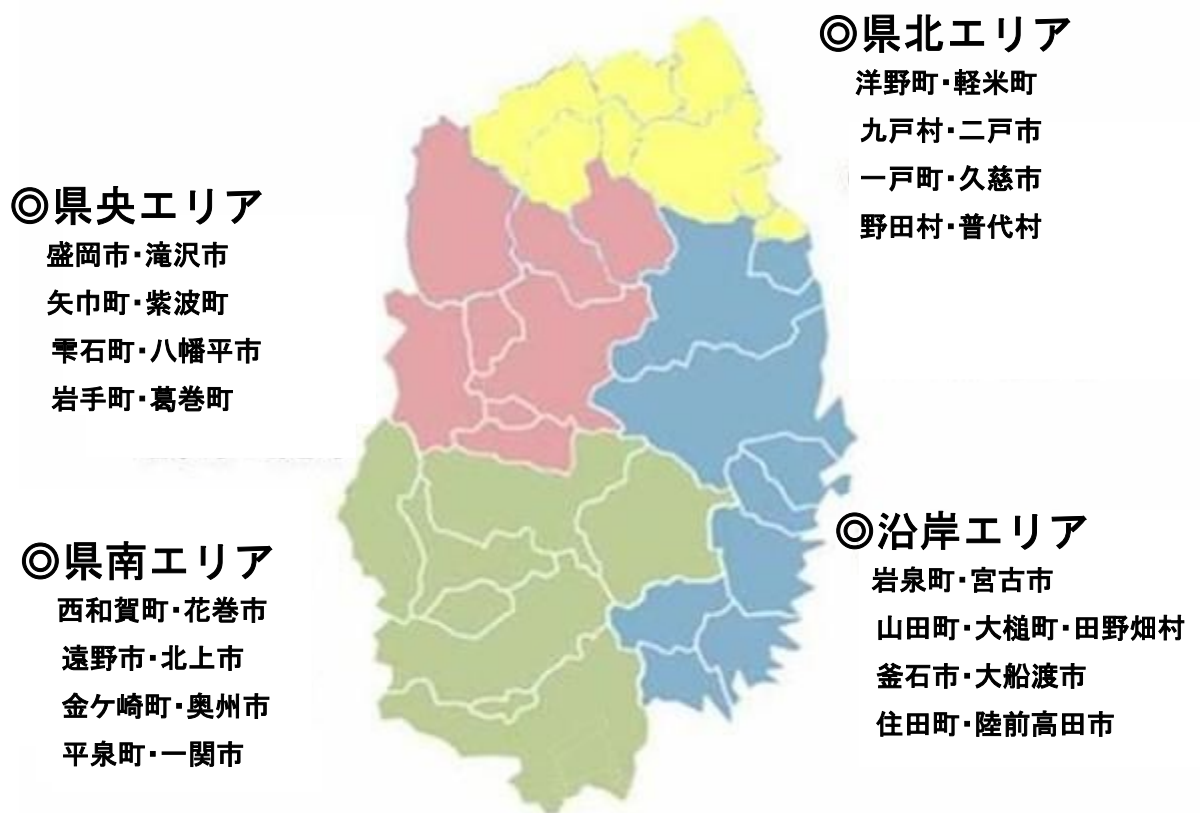 ◎県北エリア
洋野町・軽米町
九戸村・二戸市
一戸町・久慈市
野田村・普代村
◎県央エリア
盛岡市・滝沢市
矢巾町・紫波町
雫石町・八幡平市
岩手町・葛巻町
◎県南エリア
西和賀町・花巻市
遠野市・北上市
金ケ崎町・奥州市
平泉町・一関市
◎沿岸エリア
岩泉町・宮古市
山田町・大槌町・田野畑村
釜石市・大船渡市
住田町・陸前高田市